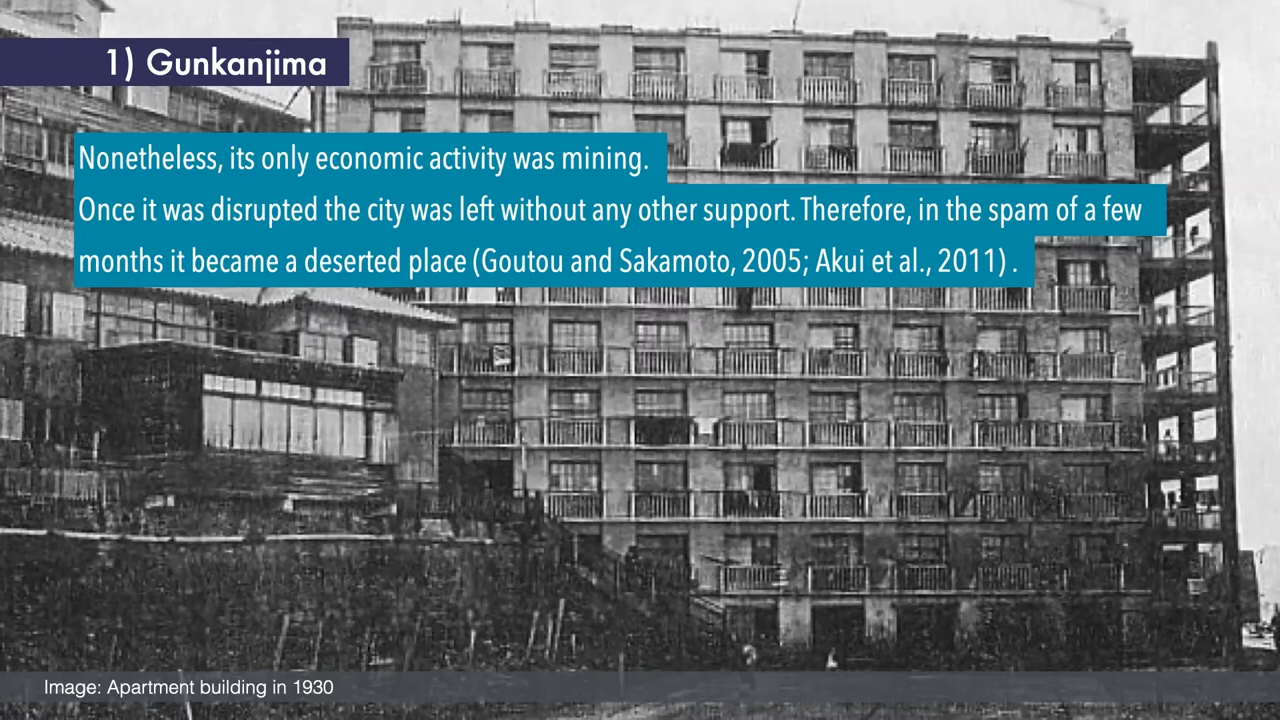 1) Gunkanjima
Nonetheless, its only economic activity was mining.
Once it was disrupted the city was left without any other support. Therefore, in the spam of a few
months it became a deserted place (Goutou and Sakamoto, 2005; Akui et al., 2011) .
Image: Apartment building in 1930